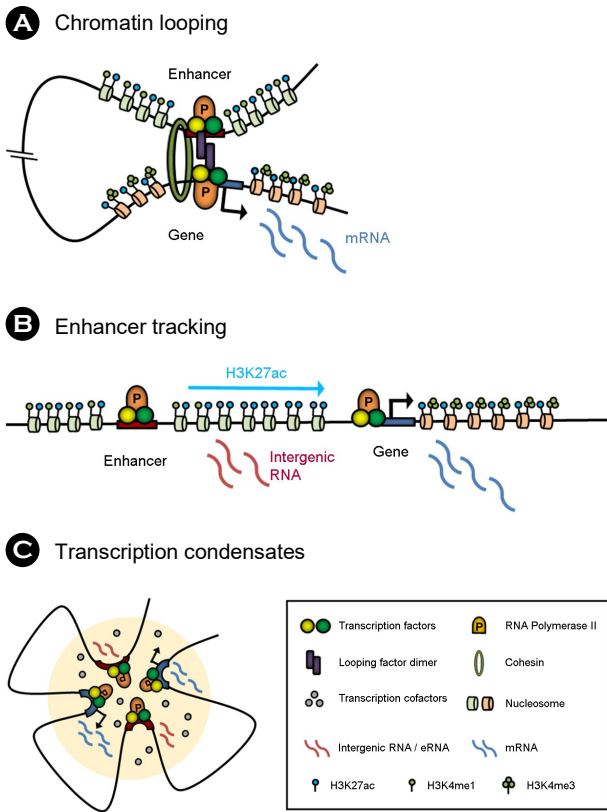 A Chromatin looping
Enhancer
P
P
Gene
mRNA
B Enhancer tracking
H3K27ac
P
P
Enhancer
Intergenic
RNA
Gene
C Transcription condensates
P
P
P
P
Transcription factors
P RNA Polymerase II
Looping factor dimer
Cohesin
Transcription cofactors
Nucleosome
Intergenic RNA / eRNA
mRNA
H3K27ac
H3K4me1
H3K4me3